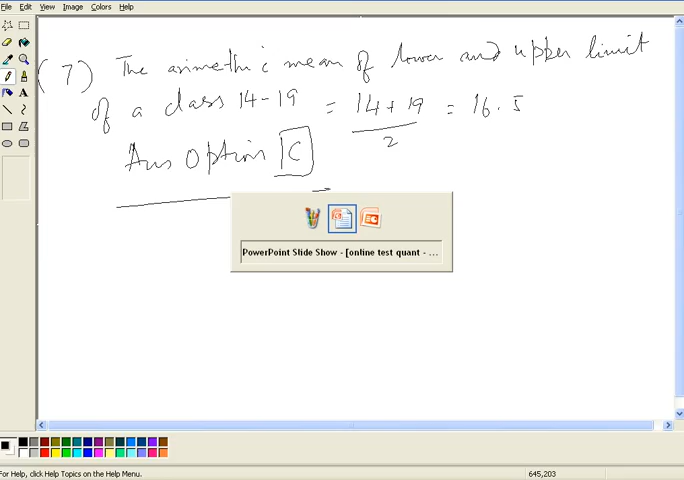 File Edit View Image Colors Help
(7) The arimethic mean of lower and upper limit
of a class 14-19 = 14+19 / 2 = 16.5
Ans Option C
PowerPoint Slide Show - [online test quant - ...
For Help, click Help Topics on the Help Menu.
645,203